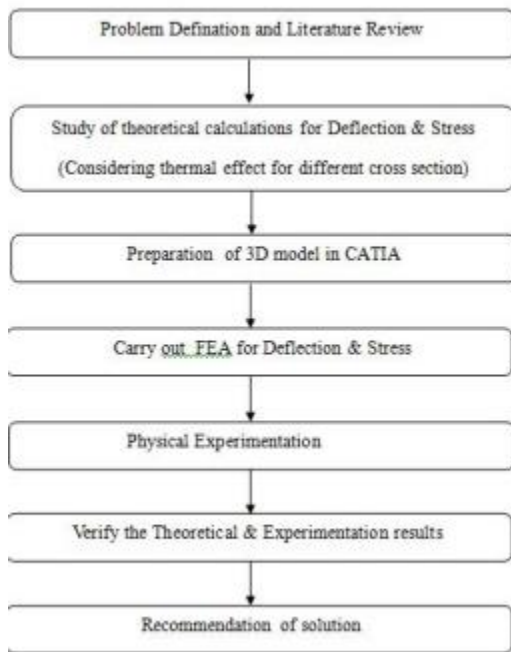 Problem Defination and Literature Review
Study of theoretical calculations for Deflection & Stress
(Considering thermal effect for different cross section)
Preparation of 3D model in CATIA
Carry out FEA for Deflection & Stress
Physical Experimentation
Verify the Theoretical & Experimentation results
Recommendation of solution